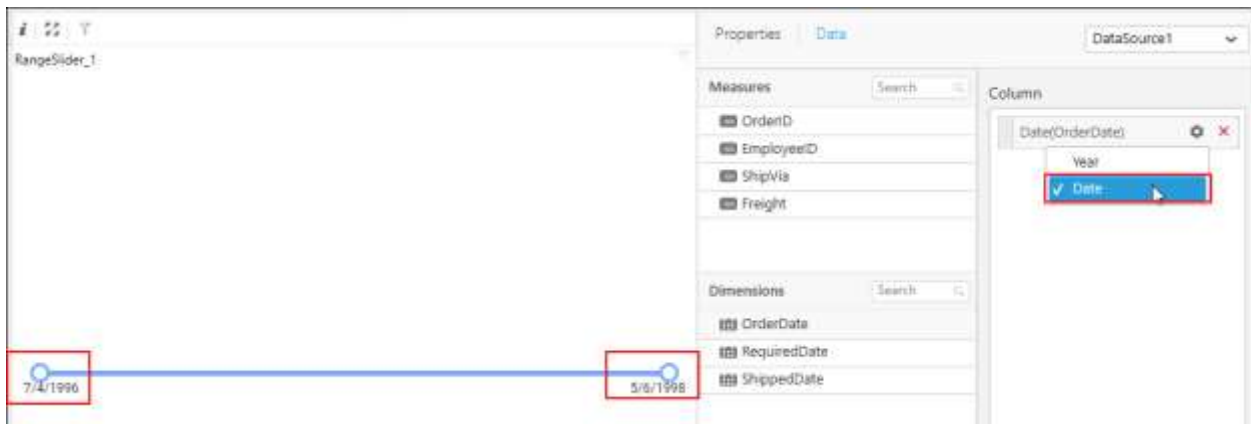 i
RangeSlider_1
7/4/1996
5/6/1998
Properties Data
DataSource1
Measures Search
OrderID
EmployeeID
ShipVia
Freight
Dimensions Search
OrderDate
RequiredDate
ShippedDate
Column
Date(OrderDate)
Year
Date